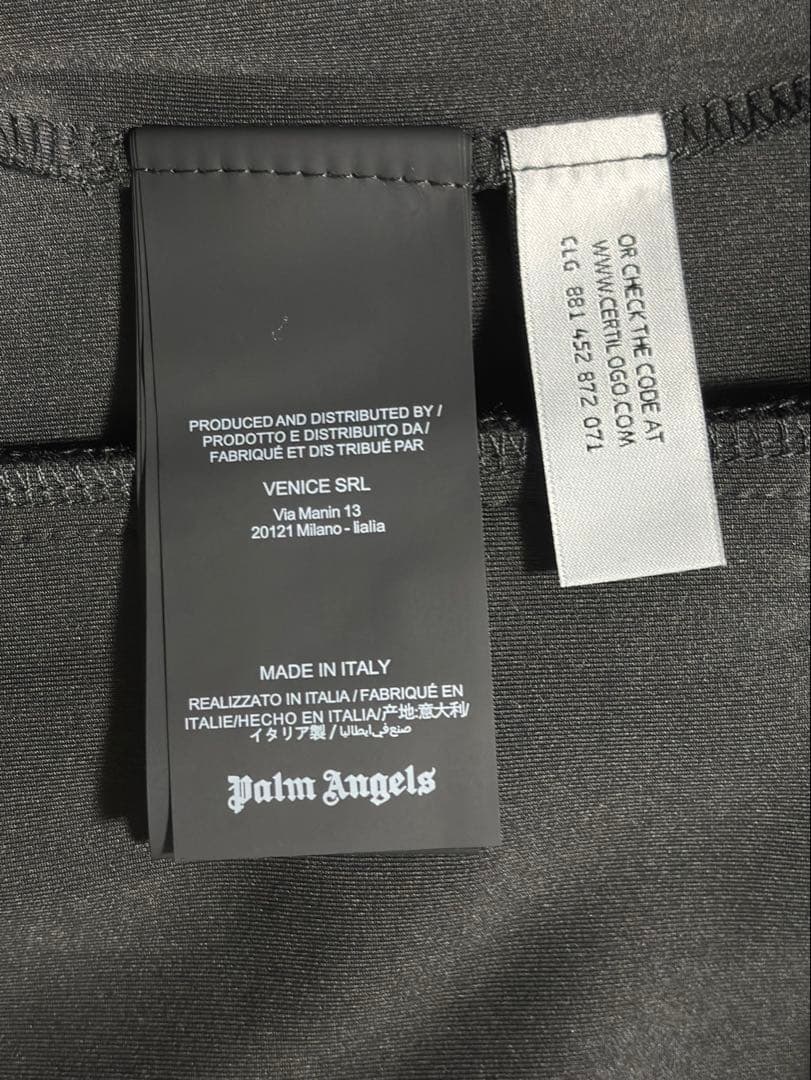 PRODUCED AND DISTRIBUTED BY /
PRODOTTO E DISTRIBUITO DA/
FABRIQUÉ ET DIS TRIBUÉ PAR
VENICE SRL
Via Manin 13
20121 Milano - lialia
MADE IN ITALY
REALIZZATO IN ITALIA / FABRIQUÉ EN
ITALIE/HECHO EN ITALIA/产地:意大利/
イタリア製 / صنع في ايطاليا
Palm Angels
OR CHECK THE CODE AT
WWW.CERTILOGO.COM
CLG 881 452 872 071